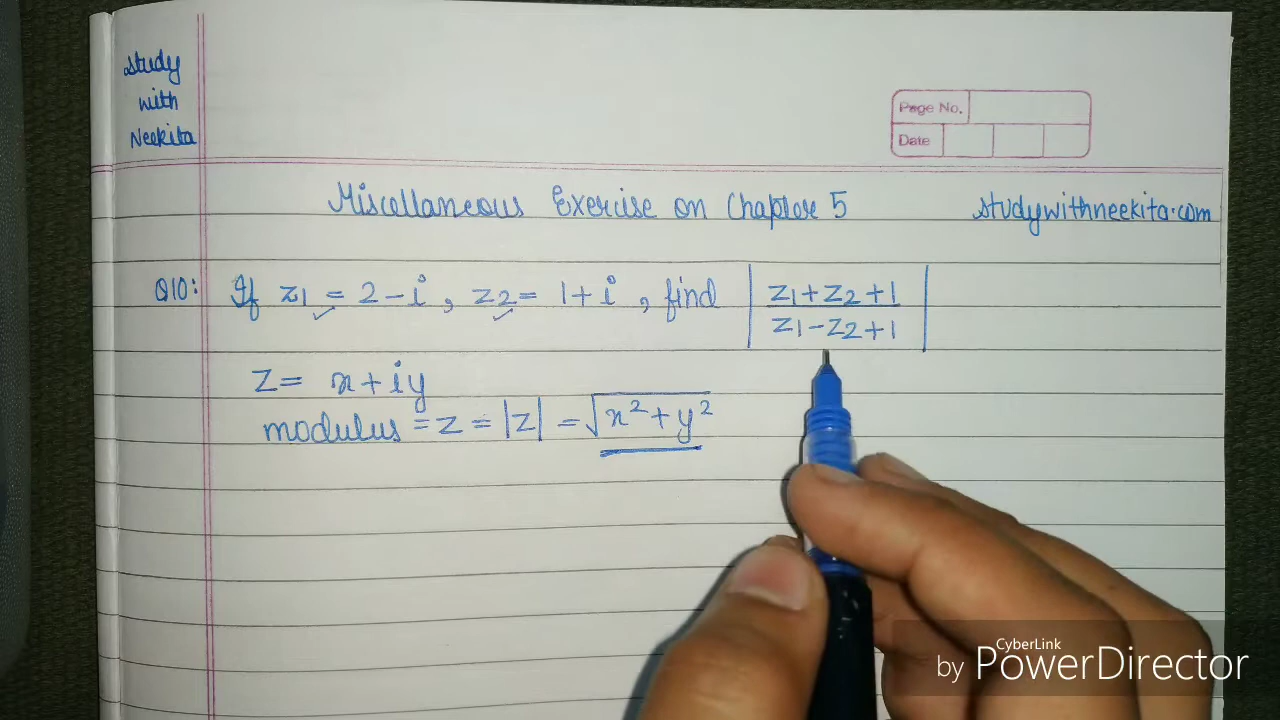 study
with
Neekita
Page No.
Date
Miscallaneous Exercise on Chapter 5
studywithneekita.com
Q10: If z1 = 2-i, z2 = 1+i, find |z1+z2+1 / z1-z2+1|
z = x+iy
modulus = z = |z| = √x²+y²
CyberLink
by PowerDirector